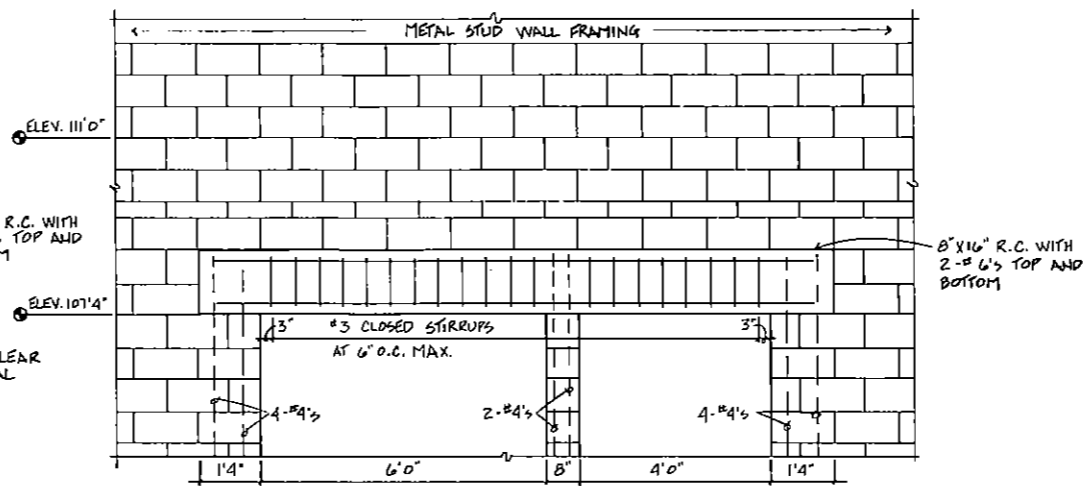 METAL STUD WALL FRAMING
ELEV. 111'0"
R.C. WITH
TOP AND
8"X16" R.C. WITH
2-#6's TOP AND
BOTTOM
ELEV. 107'4"
3"
#3 CLOSED STIRRUPS
3"
AT 6" O.C. MAX.
4-#4's
2-#4's
4-#4's
1'4"
6'0"
8"
4'0"
1'4"